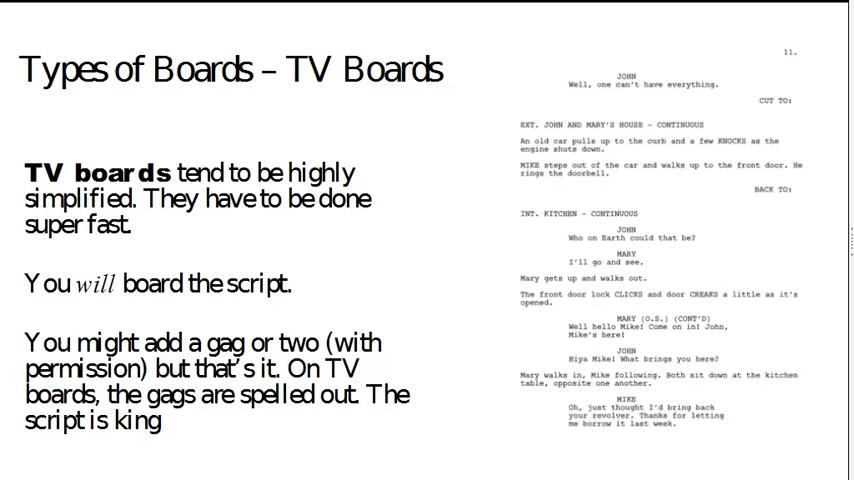 Types of Boards – TV Boards
TV boards tend to be highly
simplified. They have to be done
super fast.
You will board the script.
You might add a gag or two (with
permission) but that's it. On TV
boards, the gags are spelled out. The
script is king
11.
JOHN
Well, one can't have everything.
CUT TO:
EXT. JOHN AND MARY'S HOUSE - CONTINUOUS
An old car pulls up to the curb and a few KNOCKS as the
engine shuts down.
MIKE steps out of the car and walks up to the front door. He
rings the doorbell.
BACK TO:
INT. KITCHEN - CONTINUOUS
JOHN
Who on Earth could that be?
MARY
I'll go and see.
Mary gets up and walks out.
The front door lock CLICKS and door CREAKS a little as it's
opened.
MARY (O.S.) (CONT'D)
Well hello Mike! Come on in! John,
Mike's here!
JOHN
Hiya Mike! What brings you here?
Mary walks in, Mike following. Both sit down at the kitchen
table, opposite one another.
MIKE
Oh, just thought I'd bring back
your revolver. Thanks for letting
me borrow it last week.